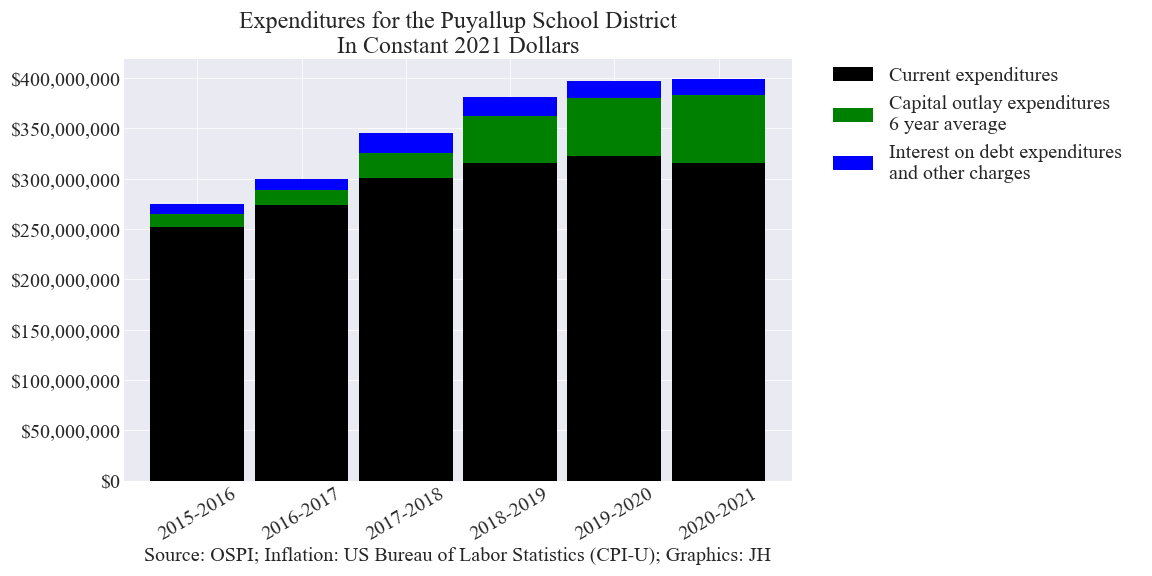 Expenditures for the Puyallup School District
In Constant 2021 Dollars
$400,000,000
$350,000,000
$300,000,000
$250,000,000
$200,000,000
$150,000,000
$100,000,000
$50,000,000
$0
2015-2016
2016-2017
2017-2018
2018-2019
2019-2020
2020-2021
Source: OSPI; Inflation: US Bureau of Labor Statistics (CPI-U); Graphics: JH
Current expenditures
Capital outlay expenditures
6 year average
Interest on debt expenditures
and other charges